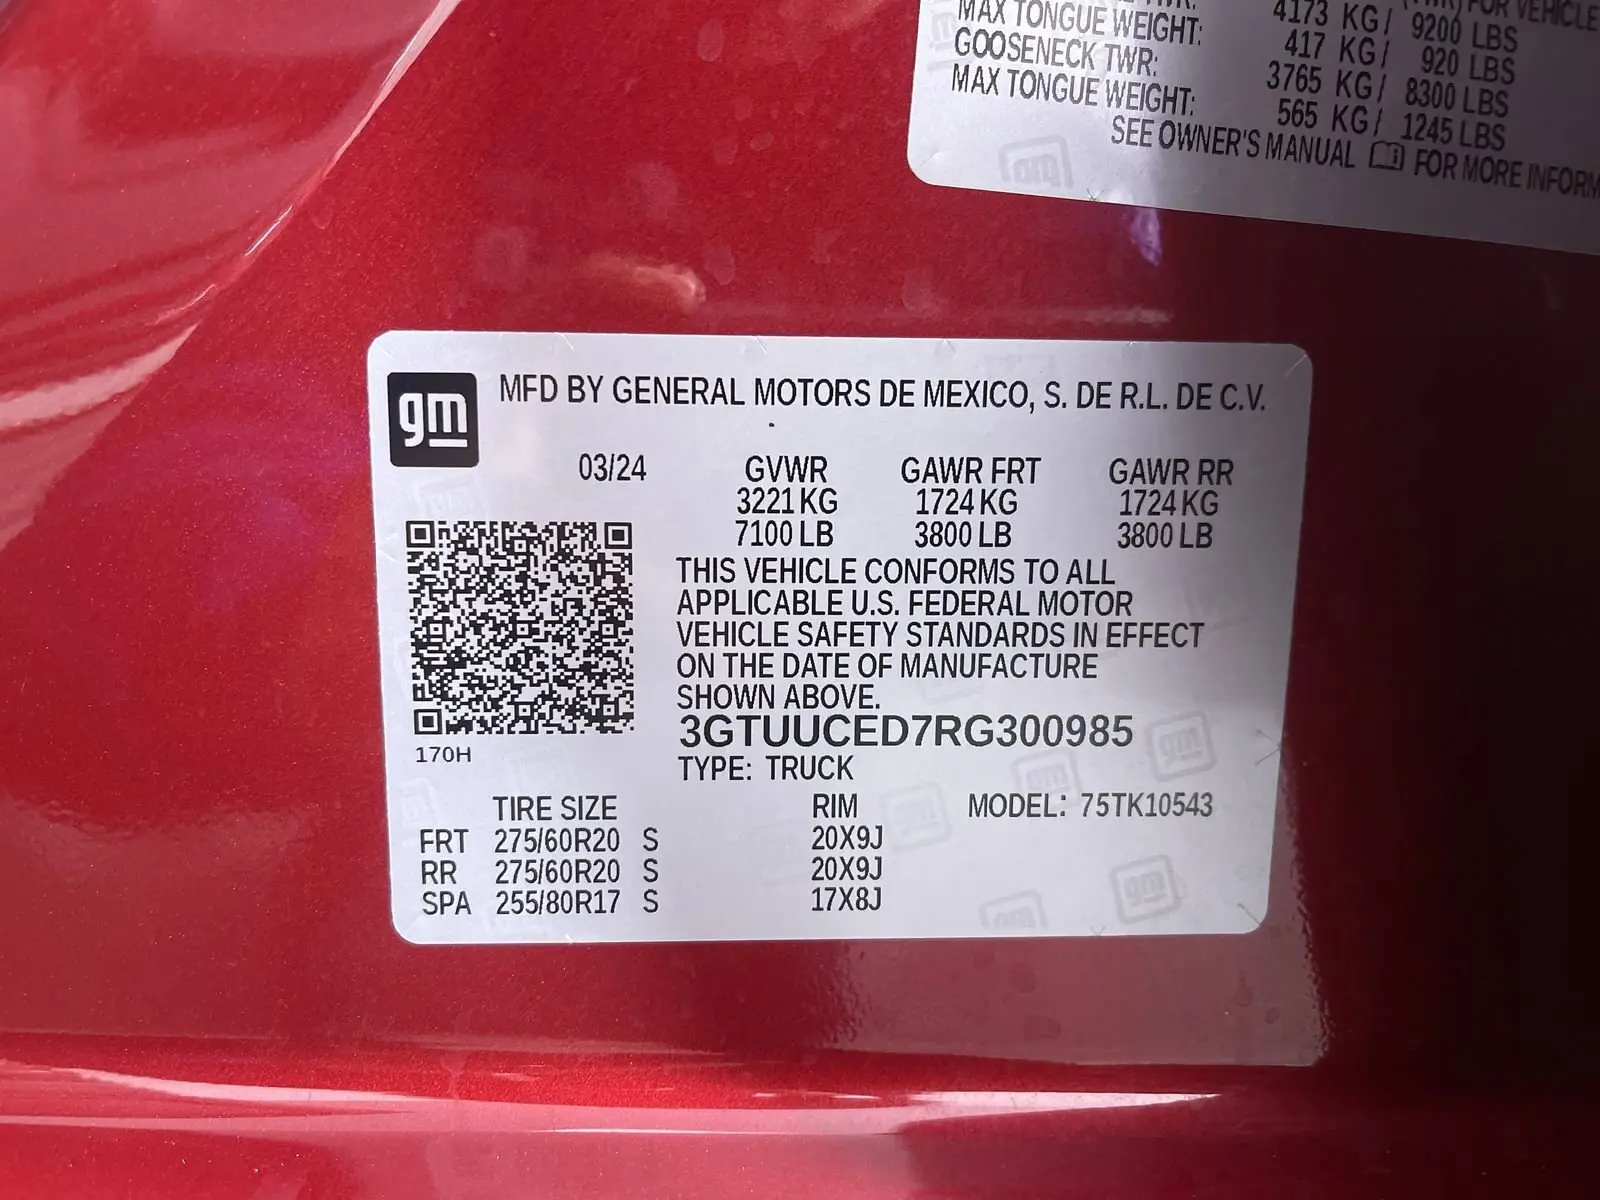 4173 KG/ 9200 LBS
MAX TONGUE WEIGHT: 417 KG/ 920 LBS
GOOSENECK TWR: 3765 KG/ 8300 LBS
MAX TONGUE WEIGHT: 565 KG/ 1245 LBS
SEE OWNER'S MANUAL FOR MORE INFORM
gm
MFD BY GENERAL MOTORS DE MEXICO, S. DE R.L. DE C.V.
03/24 GVWR GAWR FRT GAWR RR
3221 KG 1724 KG 1724 KG
7100 LB 3800 LB 3800 LB
THIS VEHICLE CONFORMS TO ALL
APPLICABLE U.S. FEDERAL MOTOR
VEHICLE SAFETY STANDARDS IN EFFECT
ON THE DATE OF MANUFACTURE
SHOWN ABOVE.
3GTUUCED7RG300985
170H
TYPE: TRUCK
TIRE SIZE RIM MODEL: 75TK10543
FRT 275/60R20 S 20X9J
RR 275/60R20 S 20X9J
SPA 255/80R17 S 17X8J